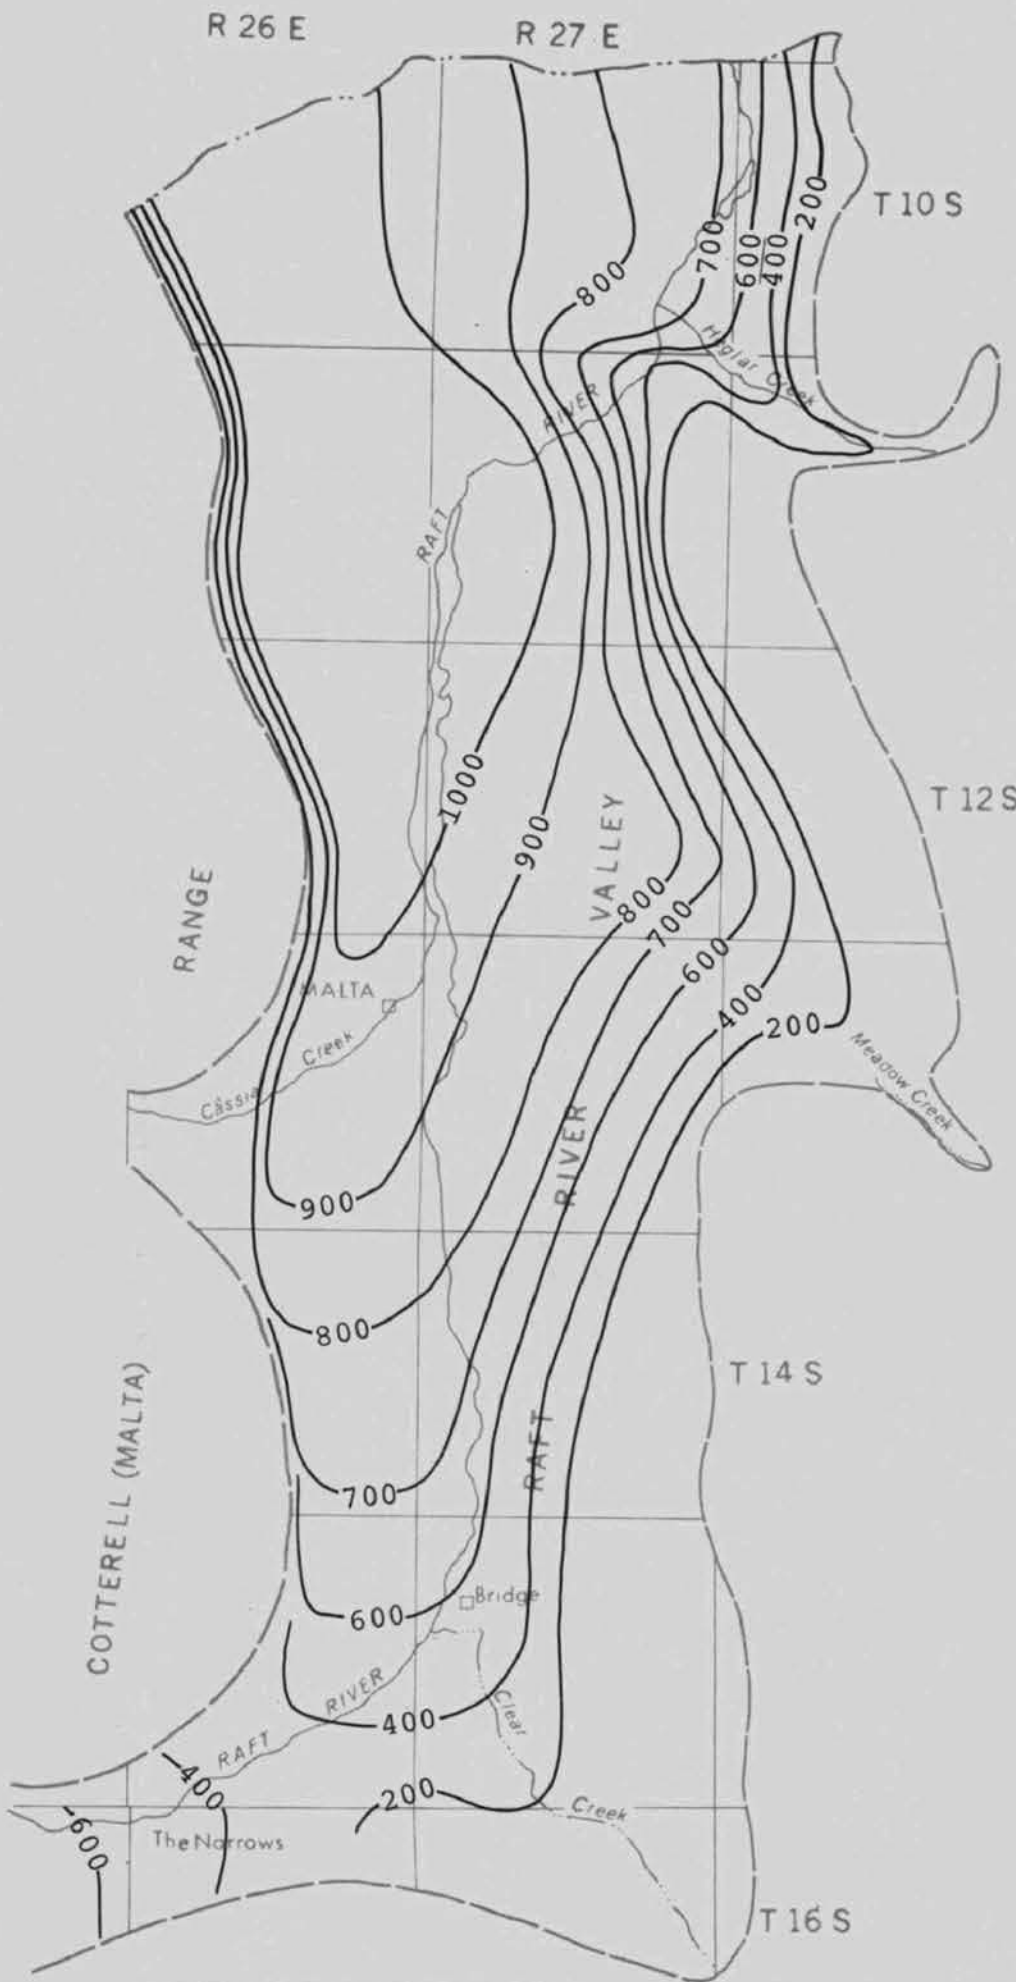 R 26 E
R 27 E
T 10 S
200
700
600
400
800
Heglar Creek
RIVER
RAFT
1000
T 12 S
900
VALLEY
800
700
RANGE
600
MALTA
400
200
Creek
Meadow Creek
Cassia
RIVER
900
800
T 14 S
COTTERELL (MALTA)
RAFT
700
Bridge
600
RIVER
Clear
400
RAFT
400
200
Creek
600
The Narrows
T 16 S